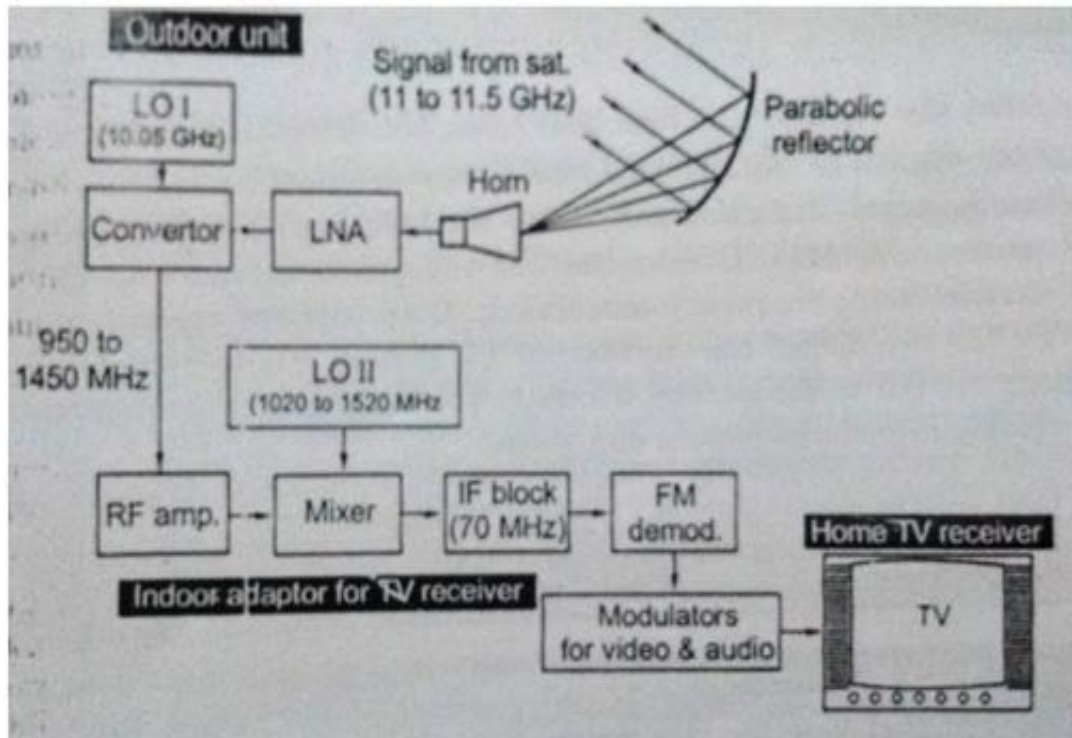 Outdoor unit
Signal from sat.
(11 to 11.5 GHz)
LO I
(10.05 GHz)
Parabolic
reflector
Horn
Convertor
LNA
950 to
1450 MHz
LO II
(1020 to 1520 MHz
RF amp.
Mixer
IF block
(70 MHz)
FM
demod.
Home TV receiver
Indoor adaptor for TV receiver
Modulators
for video & audio
TV